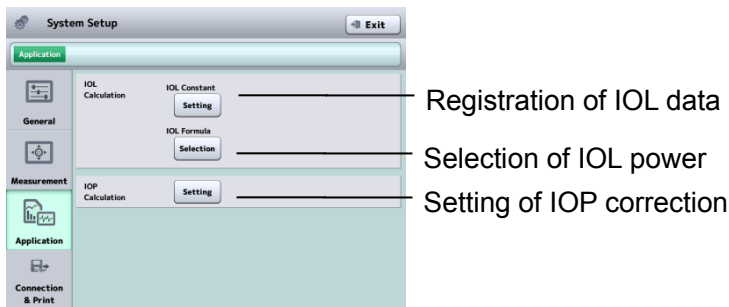 System Setup
Exit
Application
General
Measurement
Application
Connection
& Print
IOL
Calculation
IOL Constant
Setting
IOL Formula
Selection
IOP
Calculation
Setting
Registration of IOL data
Selection of IOL power
Setting of IOP correction